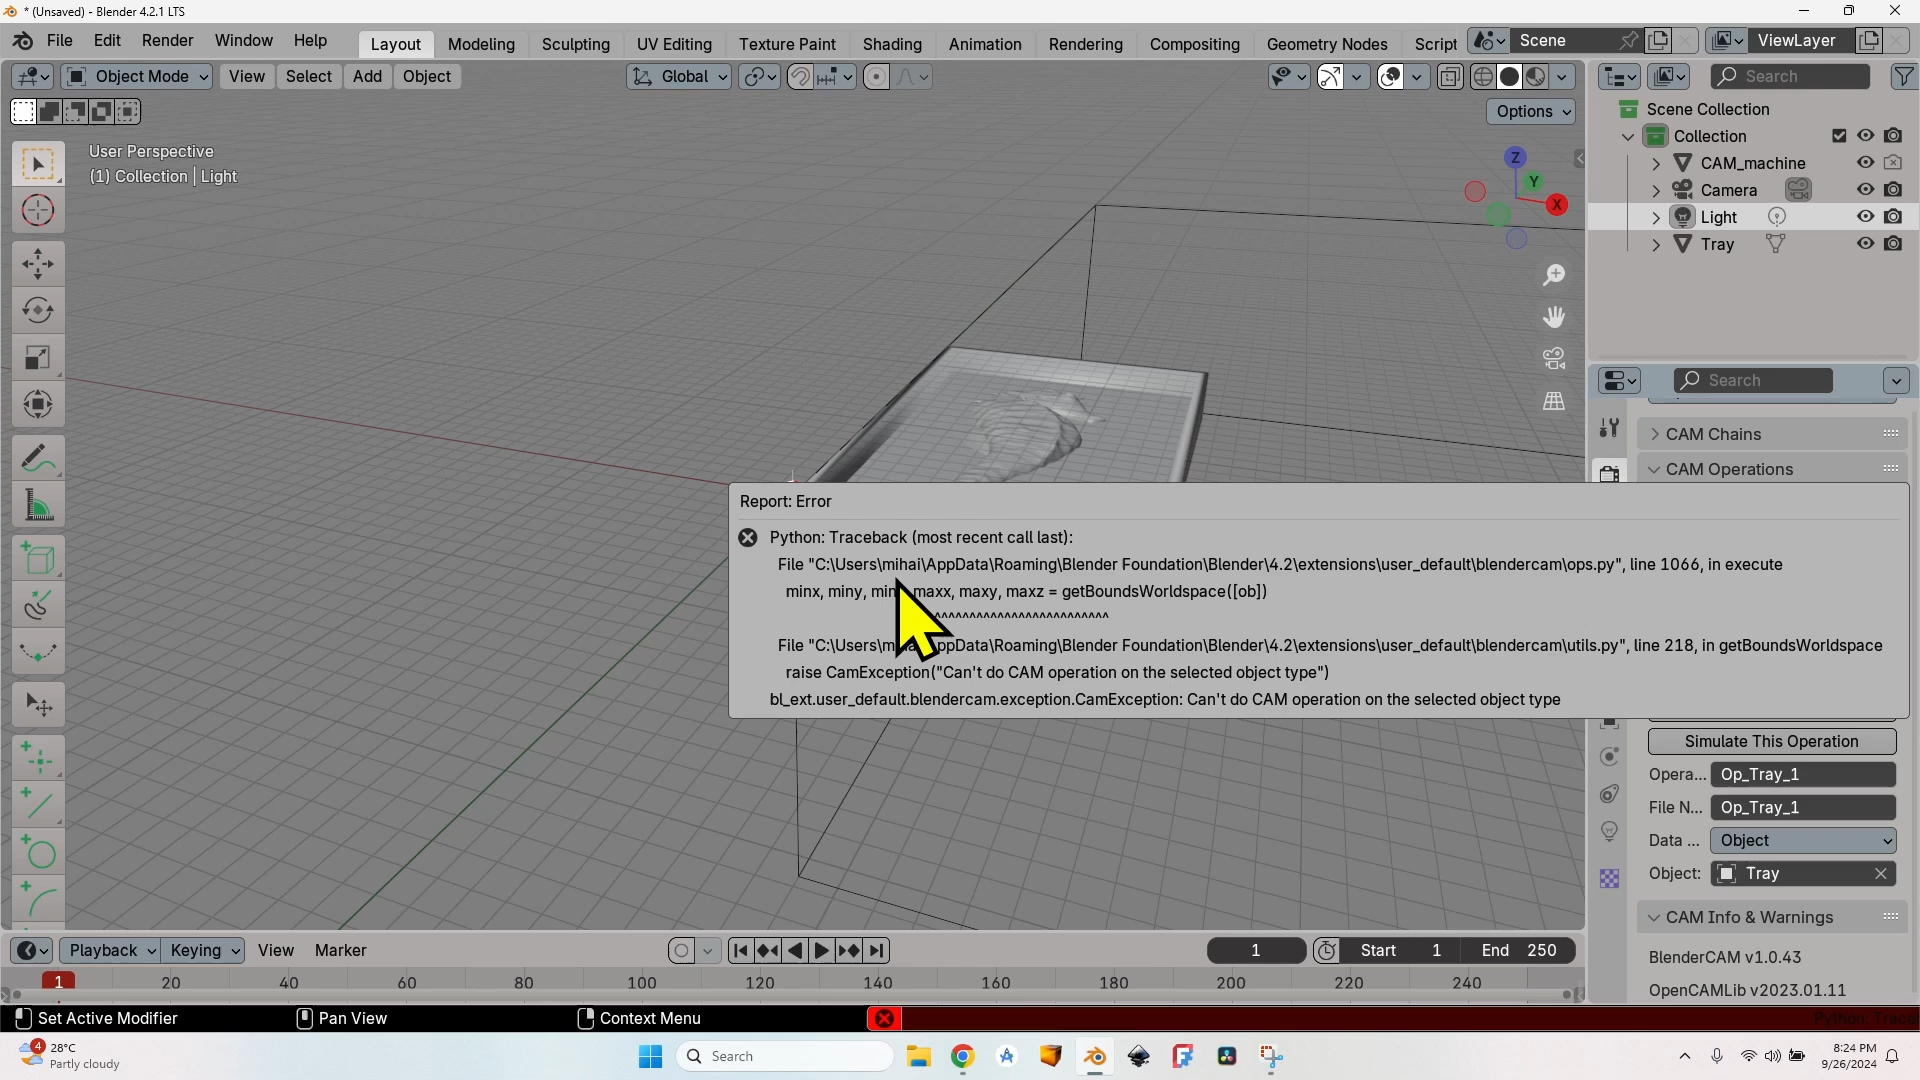 * (Unsaved) - Blender 4.2.1 LTS
File Edit Render Window Help Layout Modeling Sculpting UV Editing Texture Paint Shading Animation Rendering Compositing Geometry Nodes Script Scene ViewLayer
Object Mode View Select Add Object Global Search
Options
User Perspective
(1) Collection | Light
Z
Y
X
Scene Collection
Collection
CAM_machine
Camera
Light
Tray
Search
CAM Chains
CAM Operations
Report: Error
Python: Traceback (most recent call last):
File "C:\Users\mihai\AppData\Roaming\Blender Foundation\Blender\4.2\extensions\user_default\blendercam\ops.py", line 1066, in execute
minx, miny, min maxx, maxy, maxz = getBoundsWorldspace([ob])
^^^^^^^^^^^^^^^^^^^^^^^^^
File "C:\Users\m ppData\Roaming\Blender Foundation\Blender\4.2\extensions\user_default\blendercam\utils.py", line 218, in getBoundsWorldspace
raise CamException("Can't do CAM operation on the selected object type")
bl_ext.user_default.blendercam.exception.CamException: Can't do CAM operation on the selected object type
Simulate This Operation
Opera... Op_Tray_1
File N... Op_Tray_1
Data ... Object
Object: Tray
CAM Info & Warnings
BlenderCAM v1.0.43
OpenCAMLib v2023.01.11
Playback Keying View Marker 1 Start 1 End 250
1 20 40 60 80 100 120 140 160 180 200 220 240
Set Active Modifier Pan View Context Menu Python: Tracel
4 28°C
Partly cloudy
Search
8:24 PM
9/26/2024